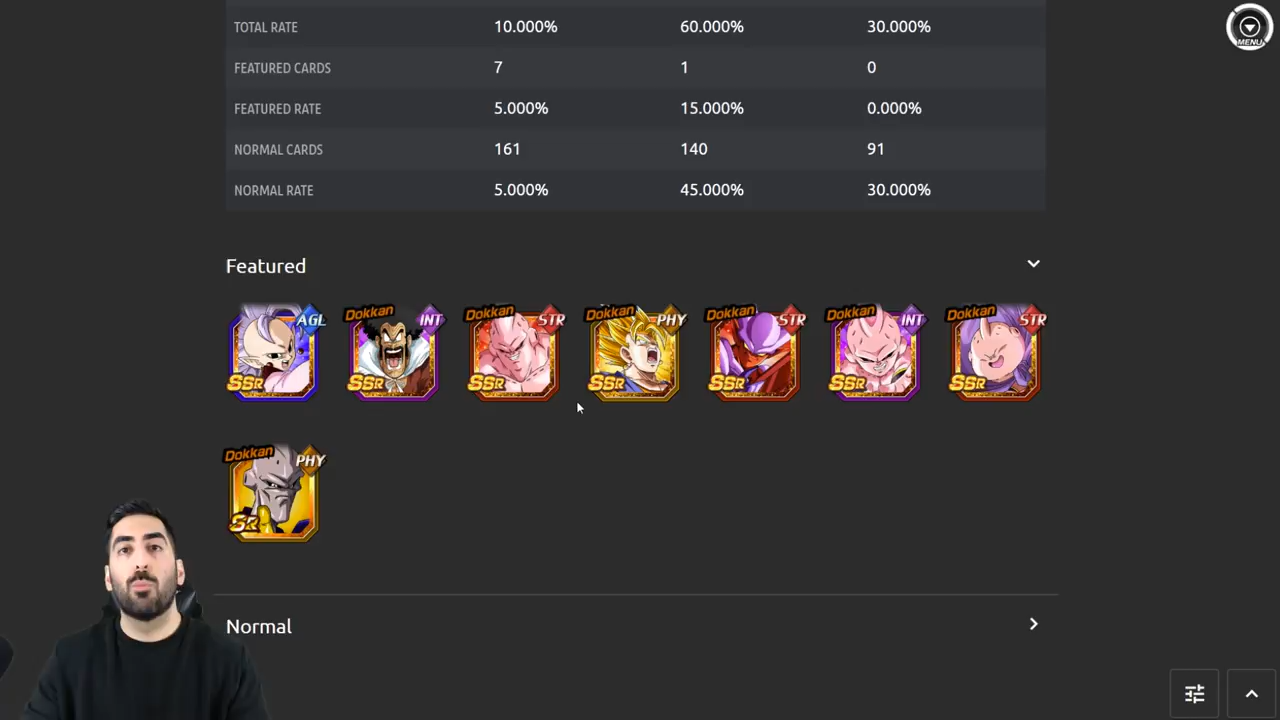 TOTAL RATE 10.000% 60.000% 30.000%
MENU
FEATURED CARDS 7 1 0
FEATURED RATE 5.000% 15.000% 0.000%
NORMAL CARDS 161 140 91
NORMAL RATE 5.000% 45.000% 30.000%
Featured
AGL Dokkan INT Dokkan STR Dokkan PHY Dokkan STR Dokkan INT Dokkan STR
SSR SSR SSR SSR SSR SSR SSR
Dokkan PHY
SR
Normal